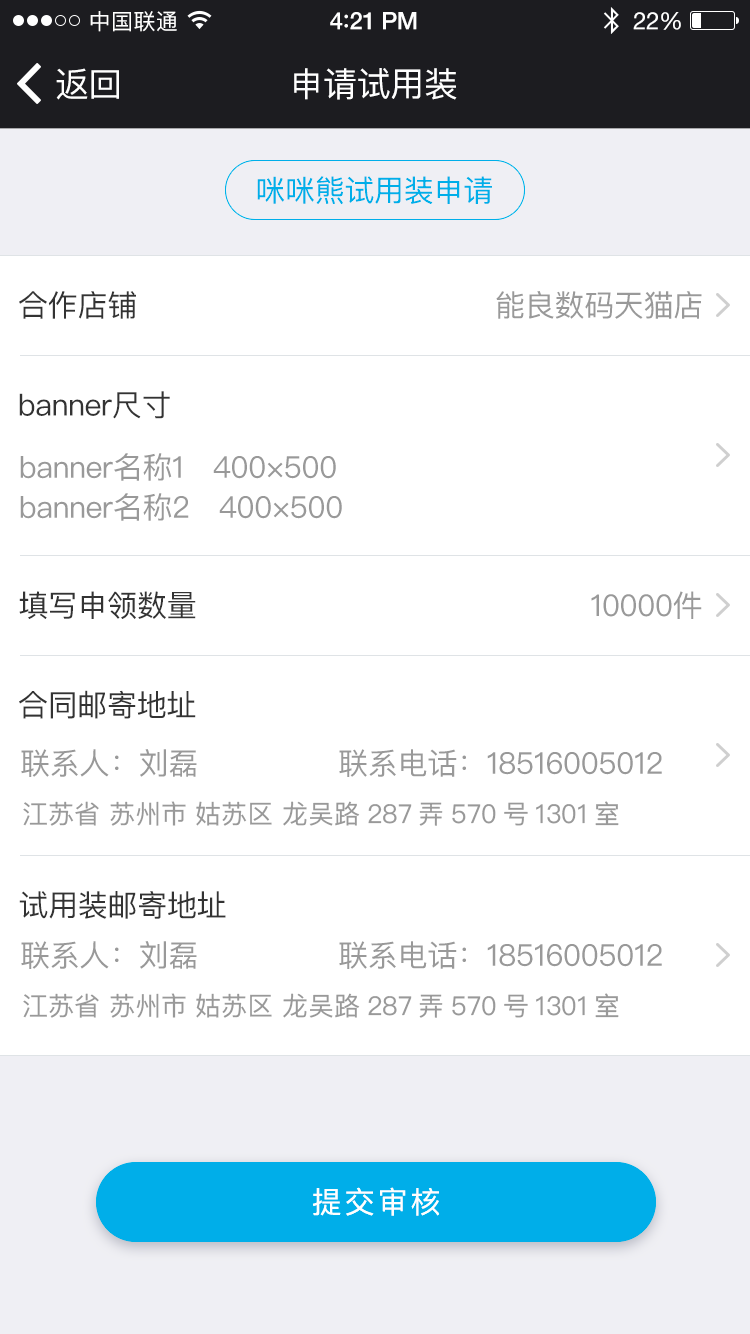 中国联通 4:21 PM 22%
返回 申请试用装
咪咪熊试用装申请
合作店铺 能良数码天猫店
banner尺寸
banner名称1 400×500
banner名称2 400×500
填写申领数量 10000件
合同邮寄地址
联系人：刘磊 联系电话：18516005012
江苏省 苏州市 姑苏区 龙吴路 287 弄 570 号 1301 室
试用装邮寄地址
联系人：刘磊 联系电话：18516005012
江苏省 苏州市 姑苏区 龙吴路 287 弄 570 号 1301 室
提交审核